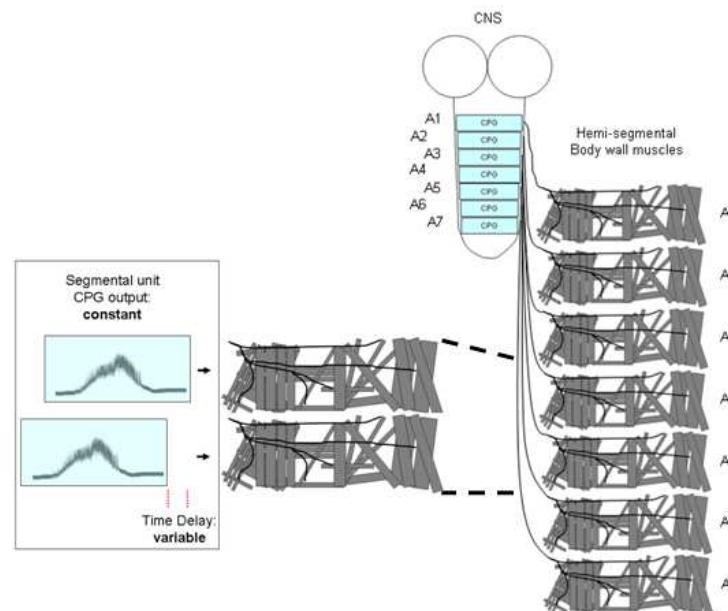 CNS
A1
CPG
A2
CPG
A3
CPG
A4
CPG
A5
CPG
A6
CPG
A7
CPG
Hemi-segmental
Body wall muscles
A
A
A
A
A
A
A
Segmental unit
CPG output:
constant
Time Delay:
variable